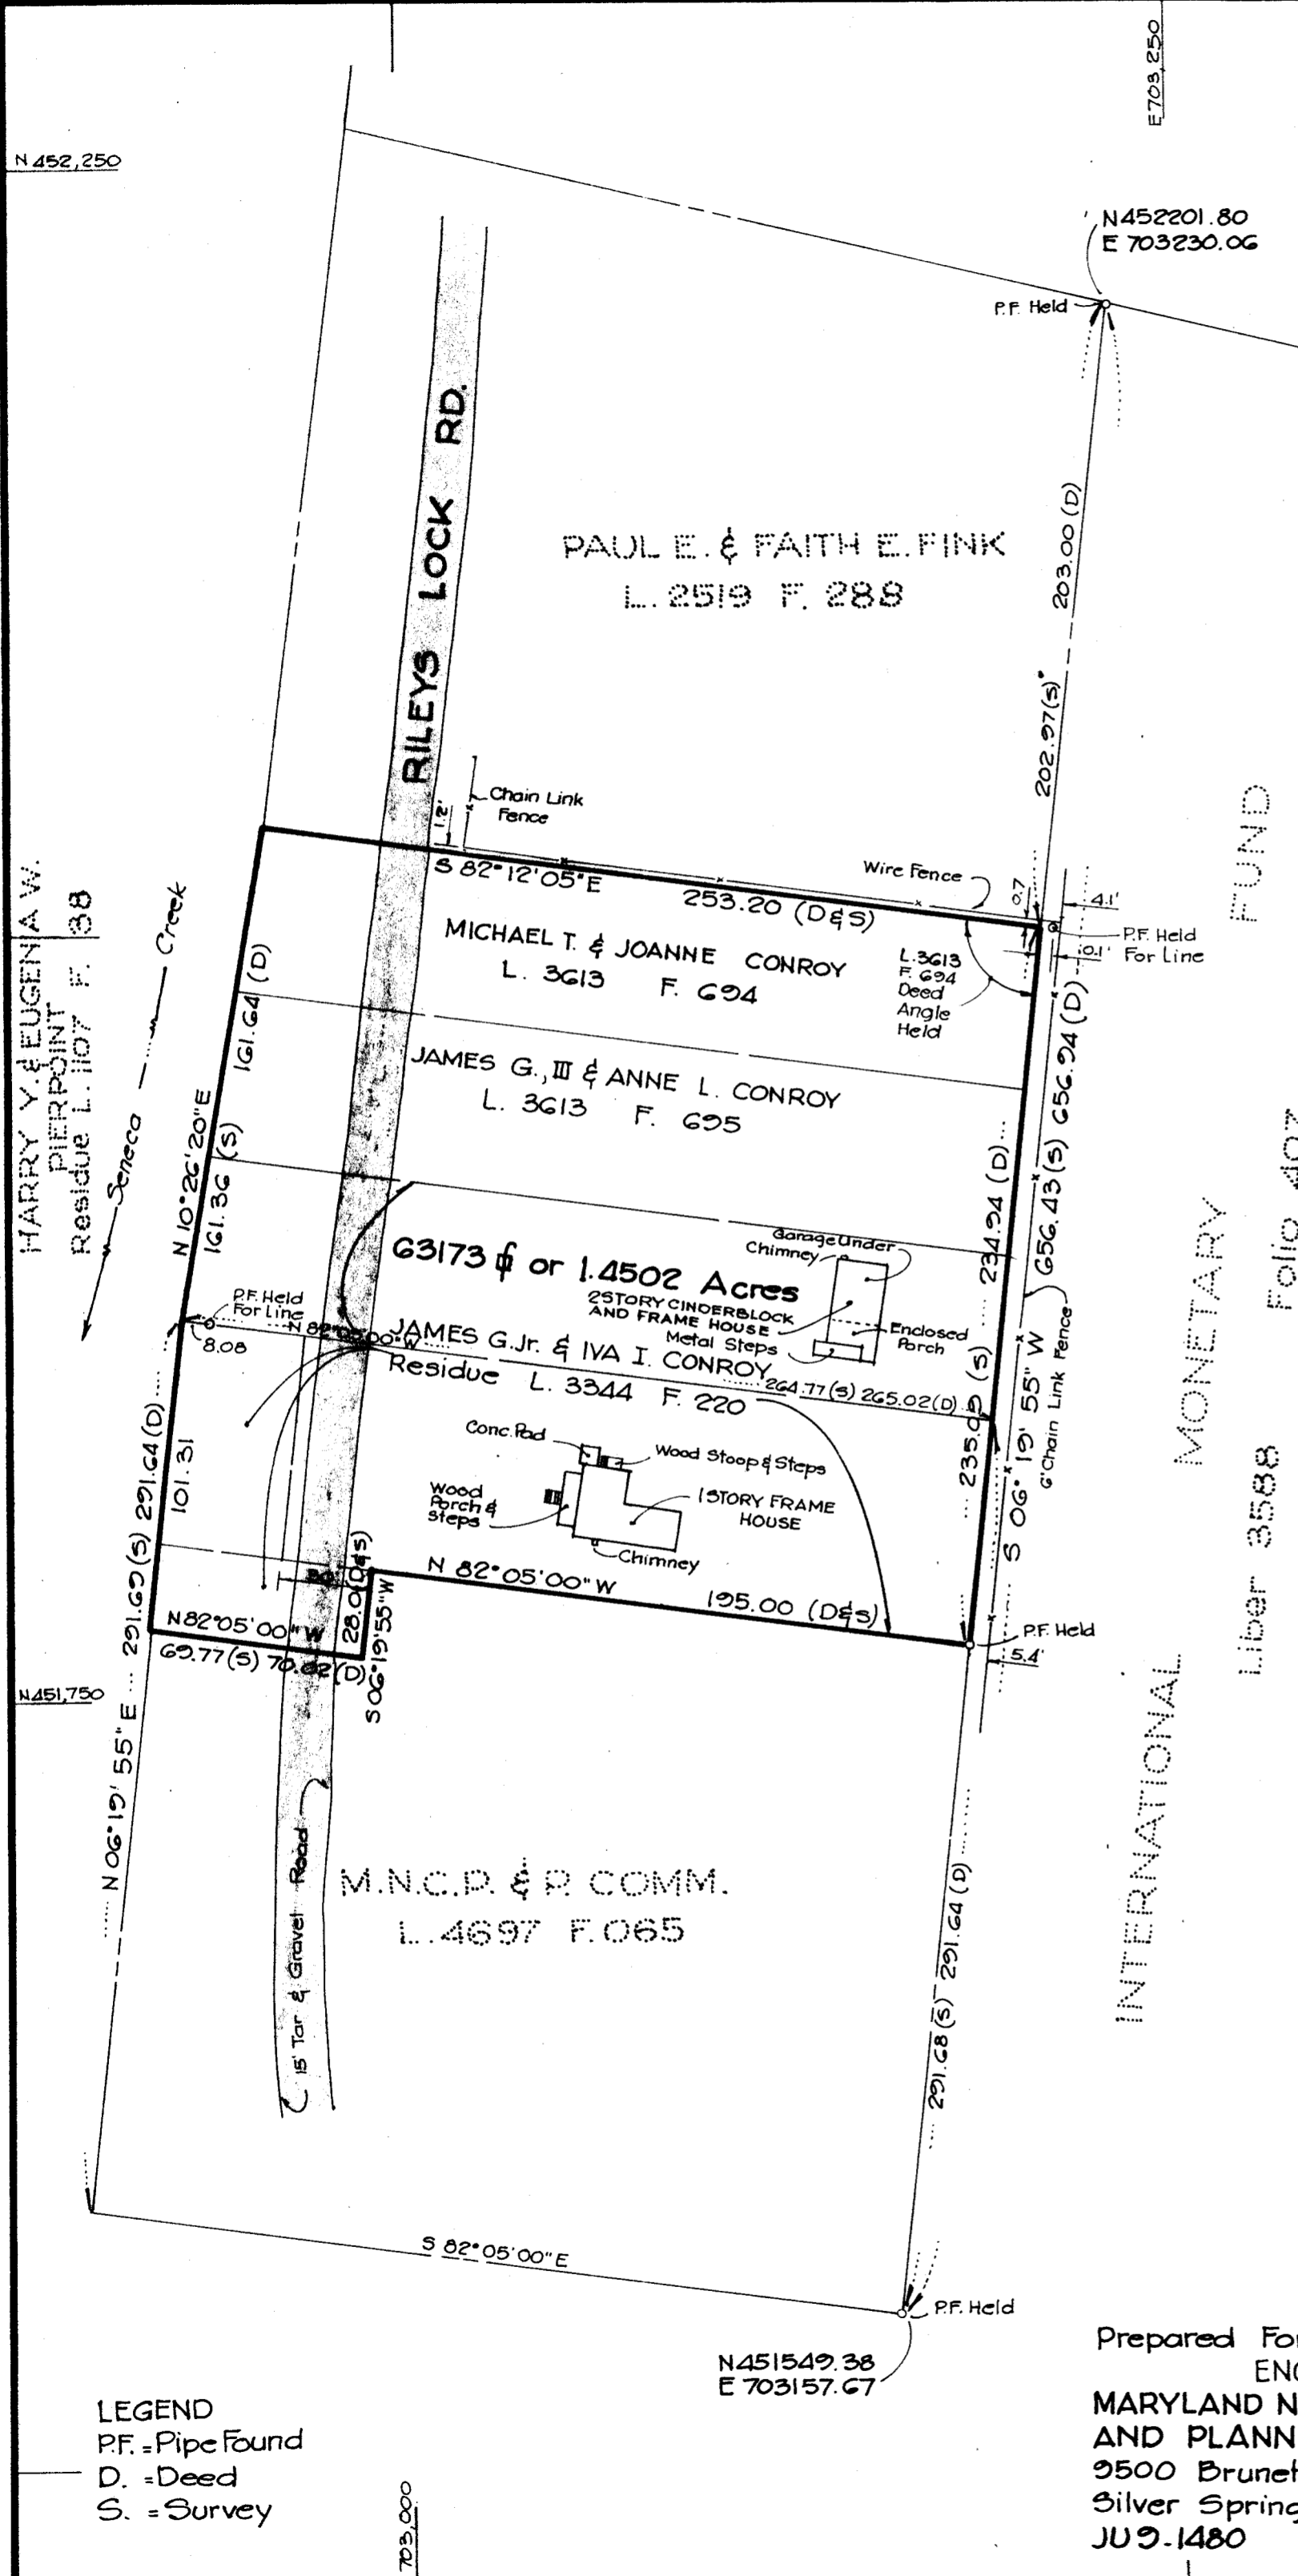 E703,250
N 452,250
N452201.80
E 703230.06
P.F. Held
RILEYS LOCK RD.
PAUL E. & FAITH E. FINK
L. 2519 F. 288
203.00 (D)
202.97(S)
Chain Link
Fence
1.2'
Wire Fence
0.7
4.1'
P.F. Held
For Line
0.1'
S 82°12'05"E
253.20 (D&S)
FUND
HARRY Y. & EUGENIA W.
PIERPOINT
Residue L. 1107 F. 38
Seneca Creek
MICHAEL T. & JOANNE CONROY
L. 3613 F. 694
L.3613
F. 694
Deed
Angle
Held
161.64 (D)
N 10°26'20"E
161.36 (S)
JAMES G., III & ANNE L. CONROY
L. 3613 F. 695
234.94 (D)
235.09 (S)
656.43(S) 656.94(D)
S 06°19'55" W
6' Chain Link Fence
MONETARY
Folio 407
63173 ⏍ or 1.4502 Acres
Garage Under
Chimney
2 STORY CINDERBLOCK
AND FRAME HOUSE
Metal Steps
Enclosed
Porch
P.F. Held
For Line
8.08
N 82°05'00"W
JAMES G. Jr. & IVA I. CONROY
Residue L. 3344 F. 220
264.77(S) 265.02(D)
Conc. Pad
Wood Stoop & Steps
Wood
Porch &
Steps
1 STORY FRAME
HOUSE
Chimney
101.31
291.69(S) 291.64(D)
N 06°19'55"E
28.0(D&S)
S06°19'55"W
N 82°05'00"W
195.00 (D&S)
N82°05'00"W
69.77(S) 70.02(D)
P.F. Held
5.4'
N451,750
INTERNATIONAL
Liber 3588
15' Tar & Gravel Road
M.N.C.P. & P. COMM.
L. 4697 F. 065
291.68(S) 291.64(D)
S 82°05'00"E
P.F. Held
N451549.38
E 703157.67
LEGEND
P.F. = Pipe Found
D. = Deed
S. = Survey
703,000
Prepared For
ENG
MARYLAND N
AND PLANN
9500 Brunet
Silver Spring
JU 9-1480